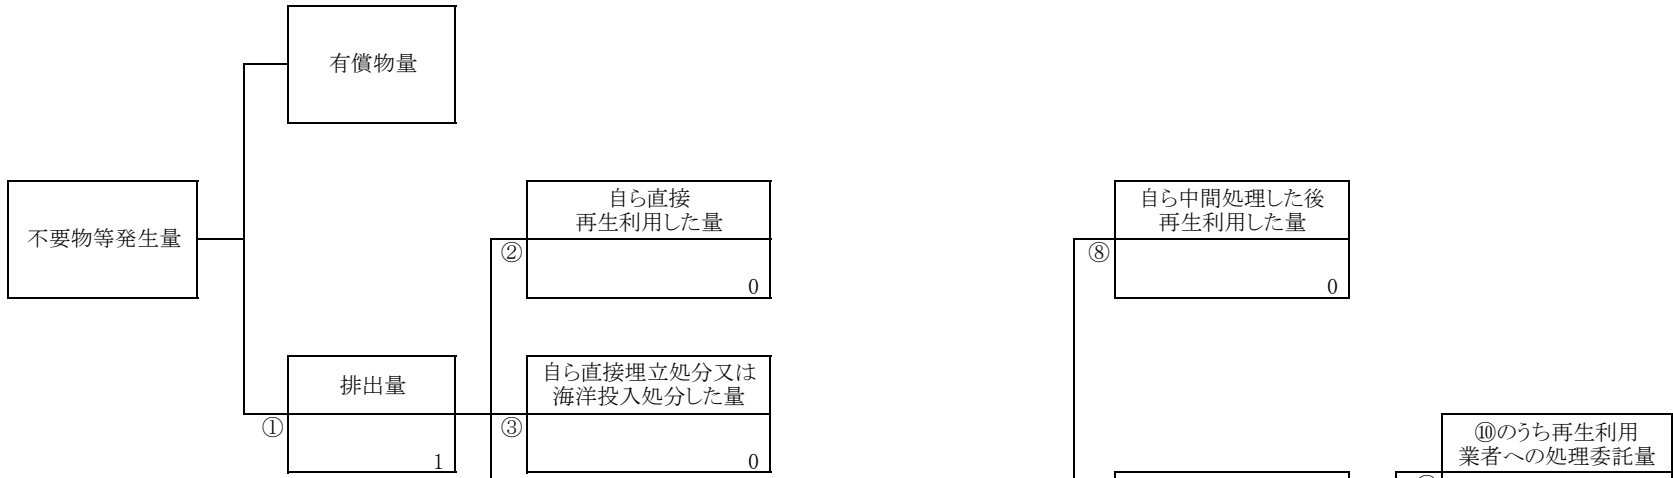 有償物量
不要物等発生量
自ら直接
再生利用した量
②
0
自ら中間処理した後
再生利用した量
⑧
0
排出量
①
1
自ら直接埋立処分又は
海洋投入処分した量
③
0
⑩のうち再生利用
業者への処理委託量